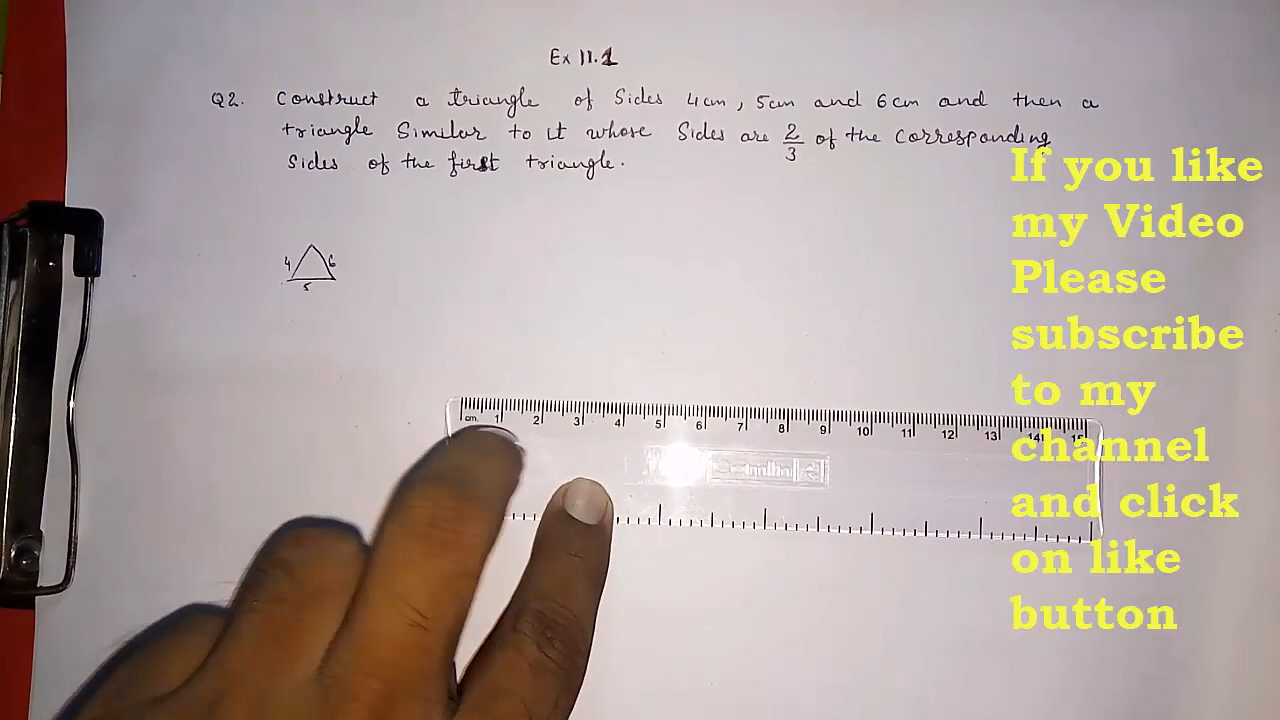 Ex 11.1
Q2. Construct a triangle of Sides 4cm, 5cm and 6cm and then a
triangle Similar to it whose Sides are 2/3 of the corresponding
Sides of the first triangle.
4 6
5
cm. 1 2 3 4 5 6 7 8 9 10 11 12 13 14 15
If you like
my Video
Please
subscribe
to my
channel
and click
on like
button